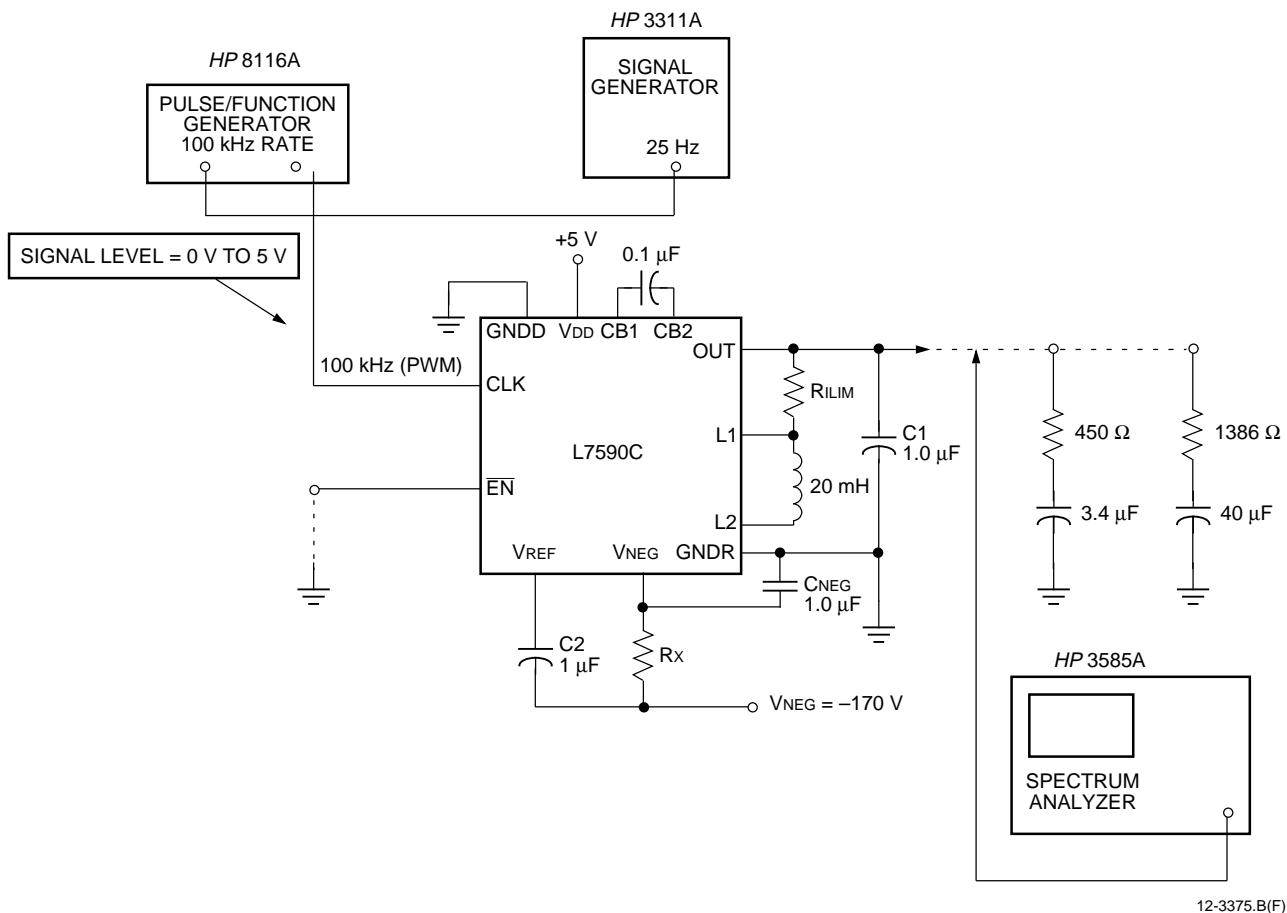 HP 3311A
HP 8116A
SIGNAL
GENERATOR
25 Hz
PULSE/FUNCTION
GENERATOR
100 kHz RATE
SIGNAL LEVEL = 0 V TO 5 V
+5 V
0.1 μF
GNDD
VDD
CB1
CB2
OUT
100 kHz (PWM)
CLK
RILIM
L1
C1
1.0 μF
450 Ω
1386 Ω
L7590C
20 mH
EN
L2
3.4 μF
40 μF
VREF
VNEG
GNDR
CNEG
1.0 μF
C2
1 μF
RX
VNEG = –170 V
HP 3585A
SPECTRUM
ANALYZER
12-3375.B(F)